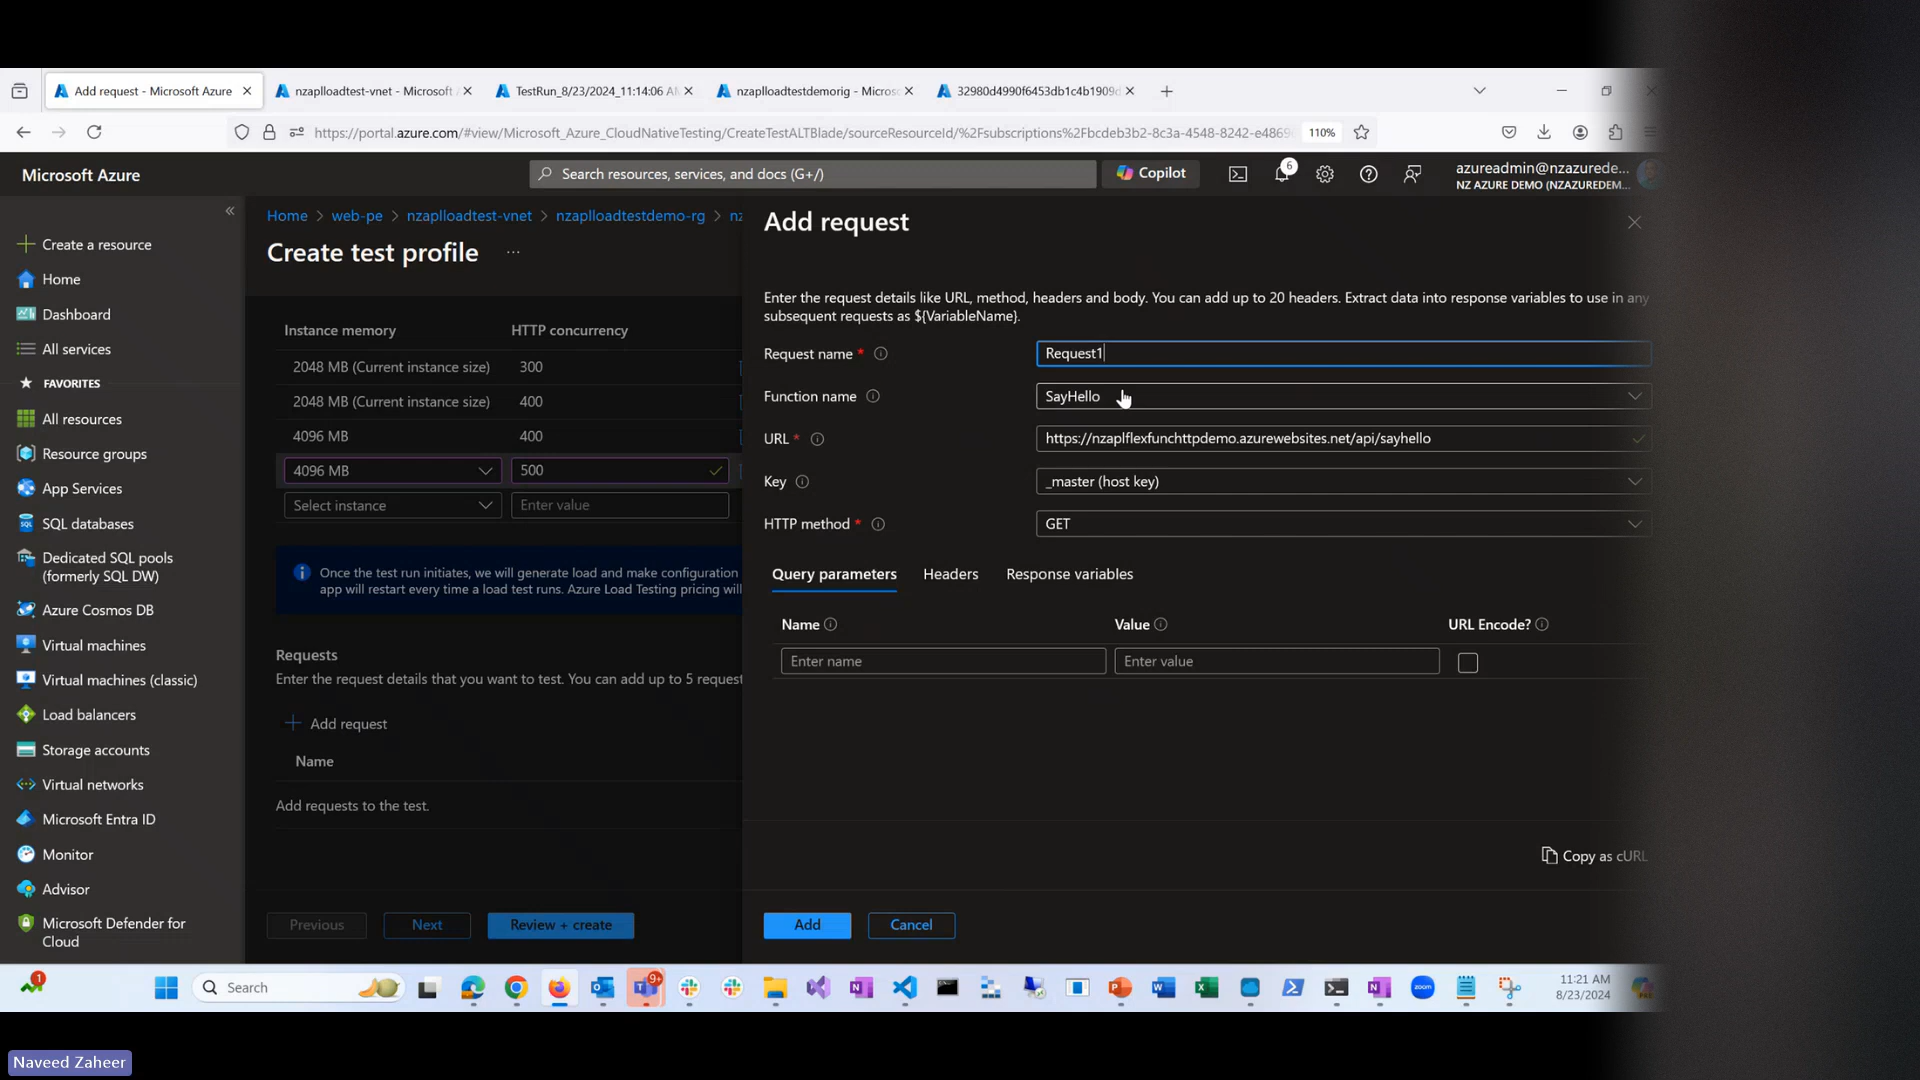 Add request - Microsoft Azure
nzaplloadtest-vnet - Microsoft
TestRun_8/23/2024_11:14:06
nzaplloadtestdemorig - Micros
32980d4990f6453db1c4b1909d
https://portal.azure.com/#view/Microsoft_Azure_CloudNativeTesting/CreateTestALTBlade/sourceResourceId/%2Fsubscriptions%2Fbcdeb3b2-8c3a-4548-8242-e4869
110%
Microsoft Azure
Search resources, services, and docs (G+/)
Copilot
6
azureadmin@nzazurede...
NZ AZURE DEMO (NZAZUREDEM...
Create a resource
Home
Dashboard
All services
FAVORITES
All resources
Resource groups
App Services
SQL databases
Dedicated SQL pools
(formerly SQL DW)
Azure Cosmos DB
Virtual machines
Virtual machines (classic)
Load balancers
Storage accounts
Virtual networks
Microsoft Entra ID
Monitor
Advisor
Microsoft Defender for
Cloud
Home > web-pe > nzaplloadtest-vnet > nzaplloadtestdemo-rg > nz
Create test profile ...
Instance memory HTTP concurrency
2048 MB (Current instance size) 300
2048 MB (Current instance size) 400
4096 MB 400
4096 MB 500
Select instance Enter value
Once the test run initiates, we will generate load and make configuration
app will restart every time a load test runs. Azure Load Testing pricing will
Requests
Enter the request details that you want to test. You can add up to 5 request
Add request
Name
Add requests to the test.
Previous
Next
Review + create
Add request
Enter the request details like URL, method, headers and body. You can add up to 20 headers. Extract data into response variables to use in any
subsequent requests as ${VariableName}.
Request name * Request1
Function name SayHello
URL * https://nzaplflexfunchttpdemo.azurewebsites.net/api/sayhello
Key _master (host key)
HTTP method * GET
Query parameters Headers Response variables
Name Value URL Encode?
Enter name Enter value
Copy as cURL
Add
Cancel
1
Search
9+
zoom
11:21 AM
8/23/2024
Naveed Zaheer